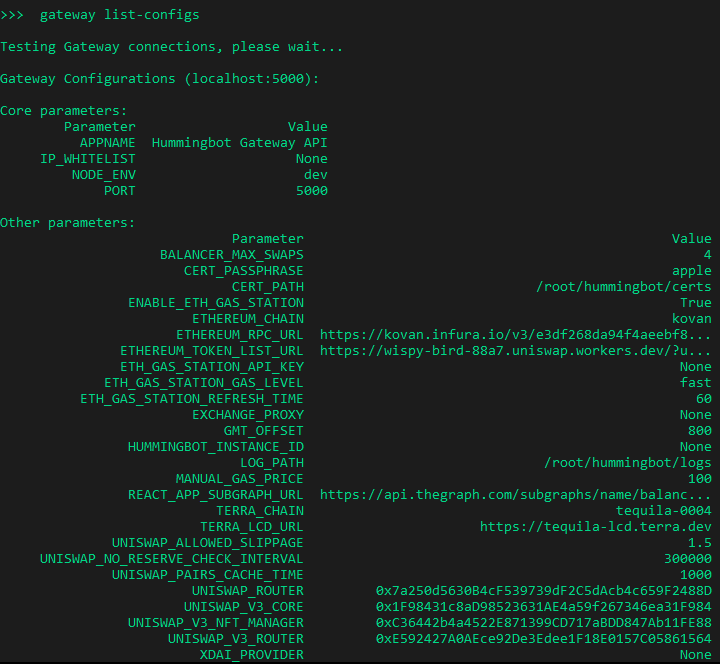 >>> gateway list-configs
Testing Gateway connections, please wait...
Gateway Configurations (localhost:5000):
Core parameters:
Parameter Value
APPNAME Hummingbot Gateway API
IP_WHITELIST None
NODE_ENV dev
PORT 5000
Other parameters:
Parameter Value
BALANCER_MAX_SWAPS 4
CERT_PASSPHRASE apple
CERT_PATH /root/hummingbot/certs
ENABLE_ETH_GAS_STATION True
ETHEREUM_CHAIN kovan
ETHEREUM_RPC_URL https://kovan.infura.io/v3/e3df268da94f4aeebf8...
ETHEREUM_TOKEN_LIST_URL https://wispy-bird-88a7.uniswap.workers.dev/?u...
ETH_GAS_STATION_API_KEY None
ETH_GAS_STATION_GAS_LEVEL fast
ETH_GAS_STATION_REFRESH_TIME 60
EXCHANGE_PROXY None
GMT_OFFSET 800
HUMMINGBOT_INSTANCE_ID None
LOG_PATH /root/hummingbot/logs
MANUAL_GAS_PRICE 100
REACT_APP_SUBGRAPH_URL https://api.thegraph.com/subgraphs/name/balanc...
TERRA_CHAIN tequila-0004
TERRA_LCD_URL https://tequila-lcd.terra.dev
UNISWAP_ALLOWED_SLIPPAGE 1.5
UNISWAP_NO_RESERVE_CHECK_INTERVAL 300000
UNISWAP_PAIRS_CACHE_TIME 1000
UNISWAP_ROUTER 0x7a250d5630B4cF539739dF2C5dAcb4c659F2488D
UNISWAP_V3_CORE 0x1F98431c8aD98523631AE4a59f267346ea31F984
UNISWAP_V3_NFT_MANAGER 0xC36442b4a4522E871399CD717aBDD847Ab11FE88
UNISWAP_V3_ROUTER 0xE592427A0AEce92De3Edee1F18E0157C05861564
XDAI_PROVIDER None